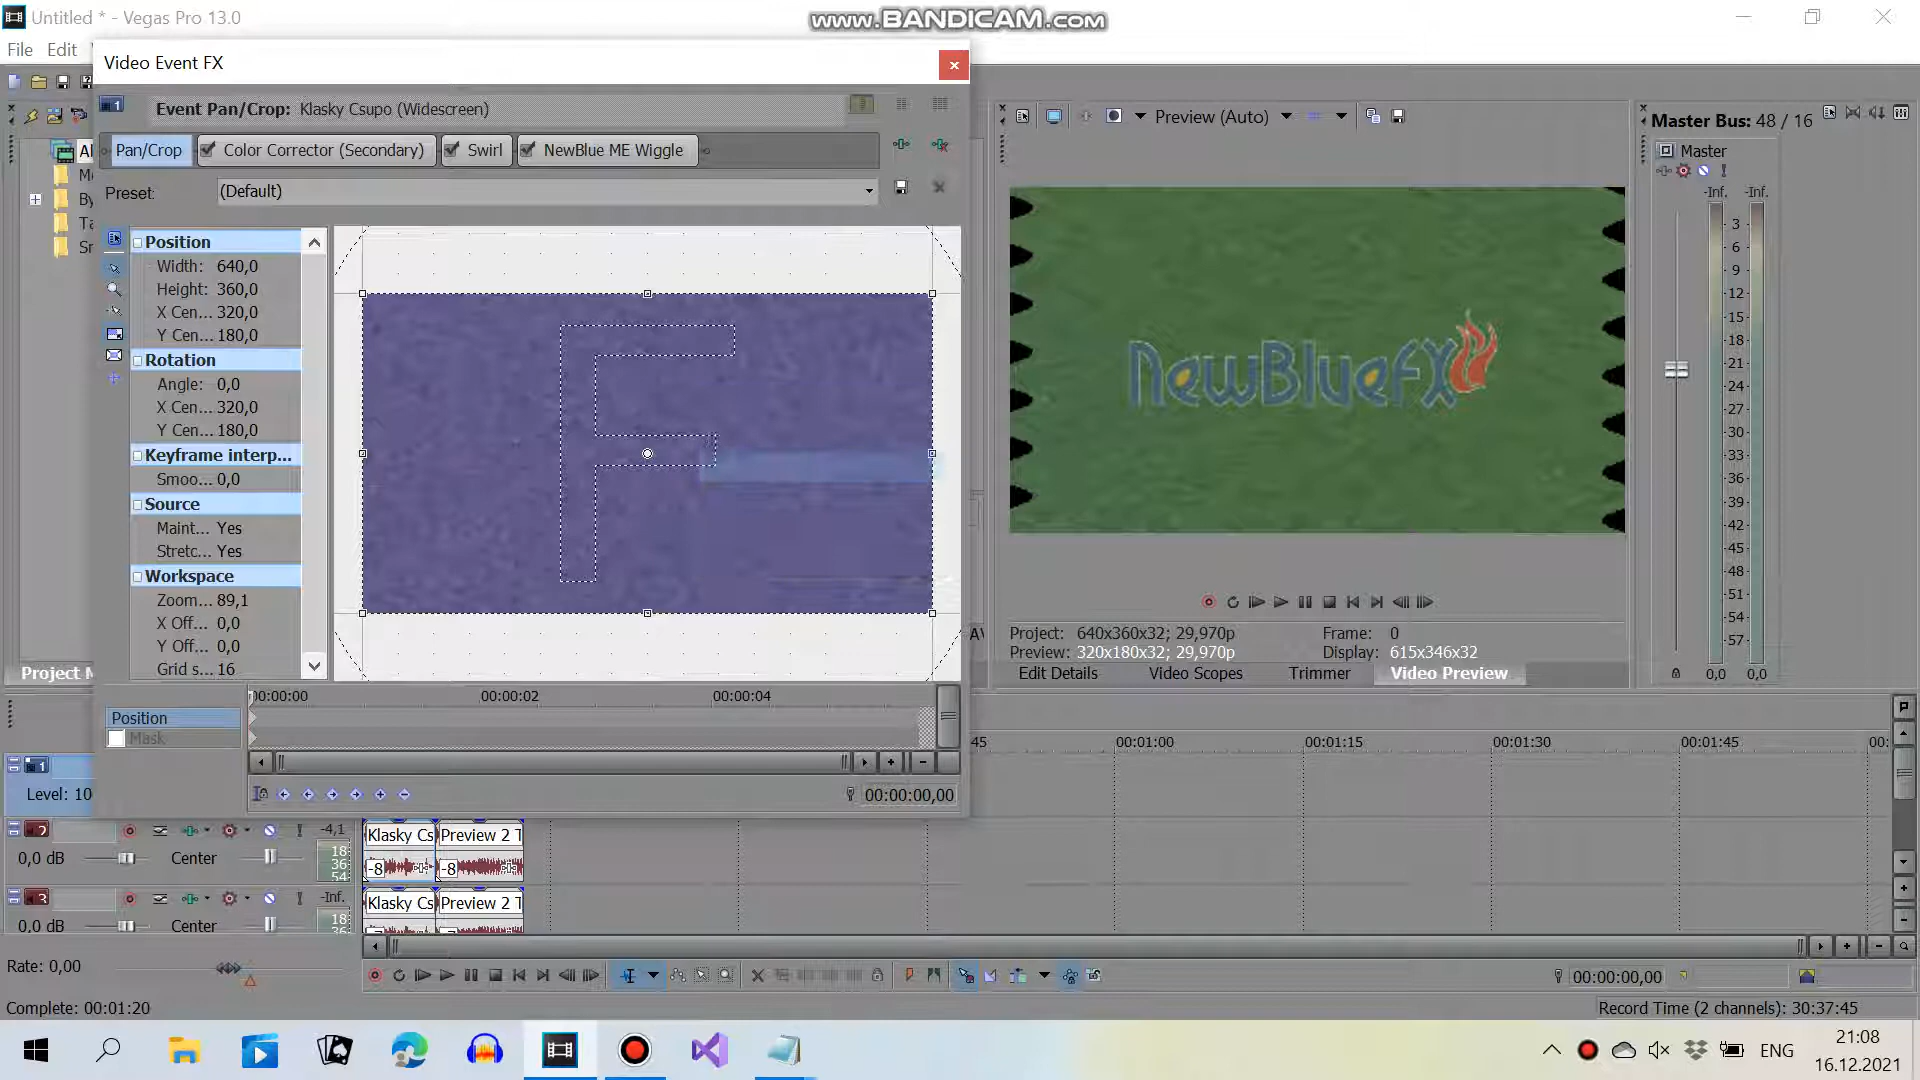 Untitled * - Vegas Pro 13.0
www.BANDICAM.com
File Edit
Video Event FX
Event Pan/Crop: Klasky Csupo (Widescreen)
Pan/Crop Color Corrector (Secondary) Swirl NewBlue ME Wiggle
Preset: (Default)
Position
Width: 640,0
Height: 360,0
X Cen... 320,0
Y Cen... 180,0
Rotation
Angle: 0,0
X Cen... 320,0
Y Cen... 180,0
Keyframe interp...
Smoo... 0,0
Source
Maint... Yes
Stretc... Yes
Workspace
Zoom... 89,1
X Off... 0,0
Y Off... 0,0
Grid s... 16
Project M
00:00:00 00:00:02 00:00:04
Position
Mask
00:00:00,00
Preview (Auto)
NewBlueFX
Project: 640x360x32; 29,970p
Preview: 320x180x32; 29,970p
Frame: 0
Display: 615x346x32
Edit Details Video Scopes Trimmer Video Preview
Master Bus: 48 / 16
Master
-Inf. -Inf.
3
6
9
12
15
18
21
24
27
30
33
36
39
42
45
48
51
54
57
0,0 0,0
45 00:01:00 00:01:15 00:01:30 00:01:45 00:
1
Level: 10
2
-4,1
0,0 dB Center
18
36
54
Klasky Cs Preview 2 T
-8 -8
3
-Inf.
0,0 dB Center
18
36
Klasky Cs Preview 2 T
Rate: 0,00
00:00:00,00
Complete: 00:01:20
Record Time (2 channels): 30:37:45
ENG
21:08
16.12.2021